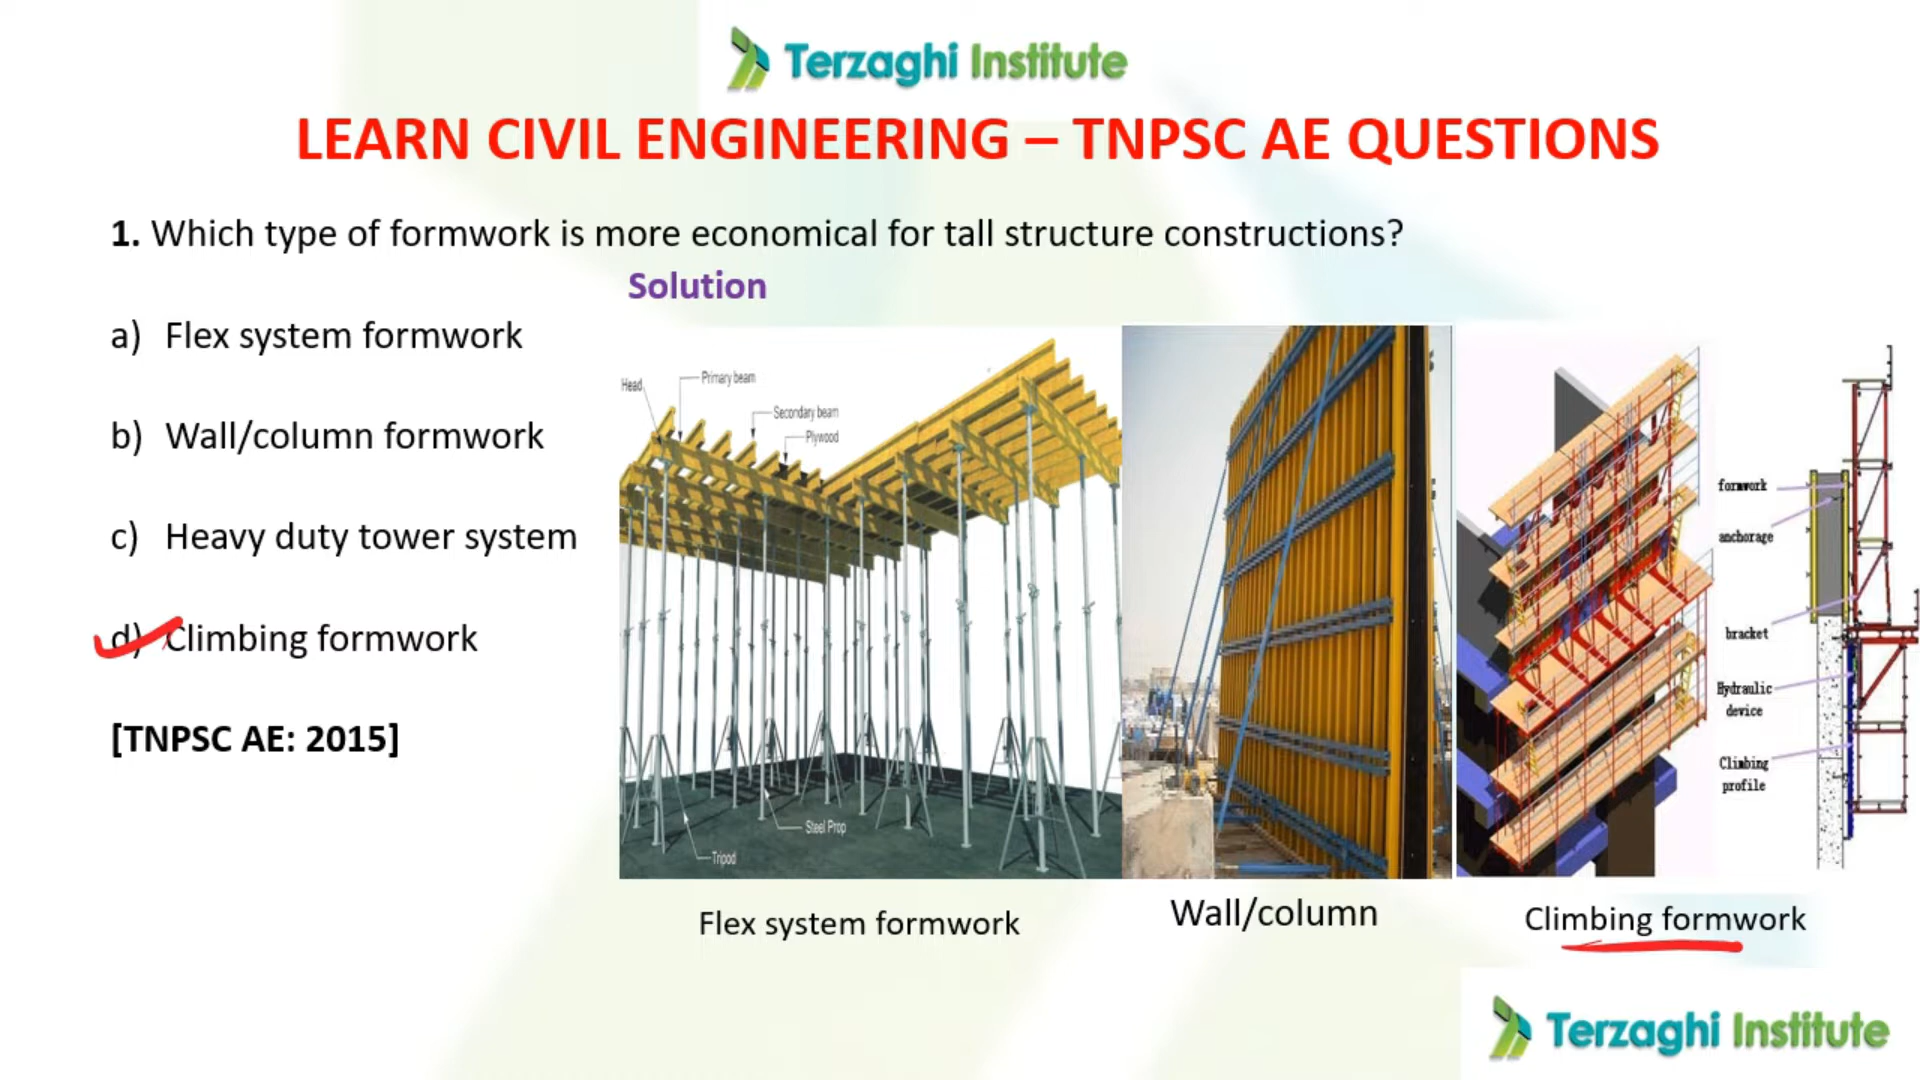 Terzaghi Institute
LEARN CIVIL ENGINEERING – TNPSC AE QUESTIONS
1. Which type of formwork is more economical for tall structure constructions?
Solution
a) Flex system formwork
b) Wall/column formwork
c) Heavy duty tower system
d) Climbing formwork
[TNPSC AE: 2015]
Head
Primary beam
Secondary beam
Plywood
Steel Prop
Tripod
formwork
anchorage
bracket
Hydraulic
device
Climbing
profile
Flex system formwork
Wall/column
Climbing formwork
Terzaghi Institute